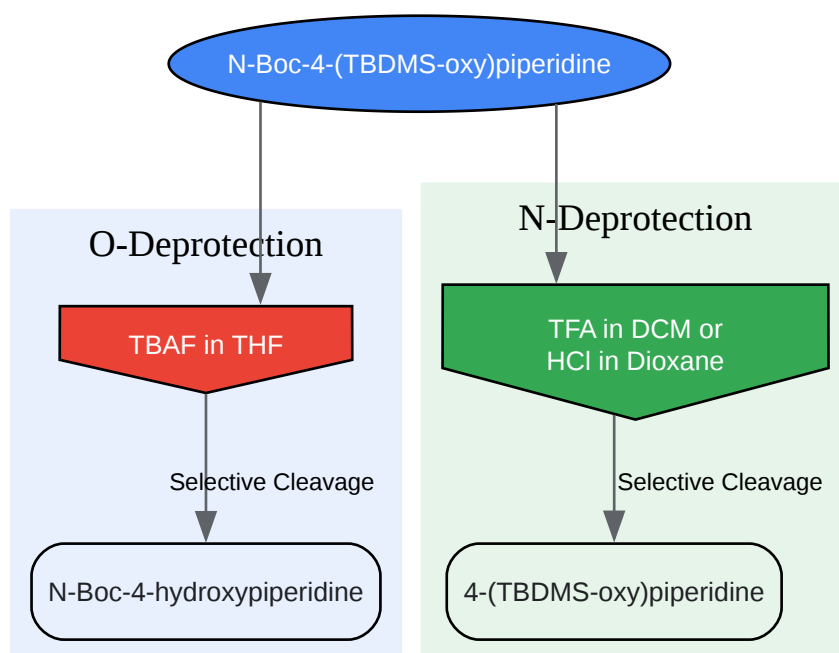 N-Boc-4-(TBDMS-oxy)piperidine
O-Deprotection
TBAF in THF
Selective Cleavage
N-Boc-4-hydroxypiperidine
N-Deprotection
TFA in DCM or
HCl in Dioxane
Selective Cleavage
4-(TBDMS-oxy)piperidine